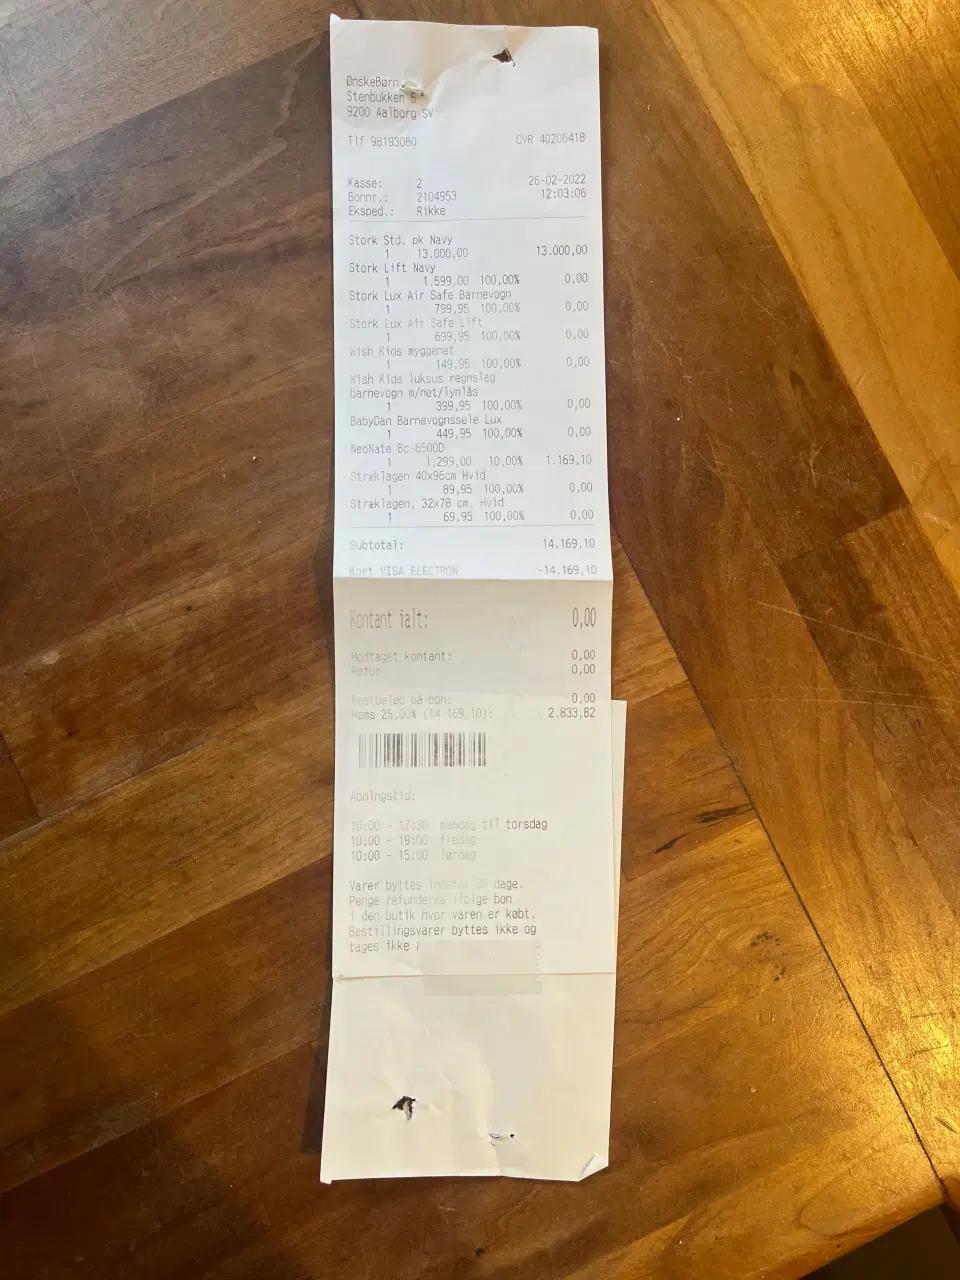 ØnskeBørn
Stenbukken 5
9200 Aalborg SV
Tlf 98193080 CVR 40206418
Kasse: 2 26-02-2022
Bonnr.: 2104953 12:03:06
Eksped.: Rikke
Stork Std. pk Navy
1 13.000,00 13.000,00
Stork Lift Navy
1 1.599,00 100,00% 0,00
Stork Lux Air Safe Barnevogn
1 799,95 100,00% 0,00
Stork Lux Air Safe Lift
1 699,95 100,00% 0,00
Wish Kids myggenet
1 149,95 100,00% 0,00
Wish Kids luksus regnslag
barnevogn m/net/lynlås
1 399,95 100,00% 0,00
BabyDan Barnevognssele Lux
1 449,95 100,00% 0,00
NeoNate Bc-6500D
1 1.299,00 10,00% 1.169,10
Stræklagen 40x96cm Hvid
1 89,95 100,00% 0,00
Stræklagen, 32x78 cm, Hvid
1 69,95 100,00% 0,00
Subtotal: 14.169,10
Kort VISA ELECTRON -14.169,10
Kontant ialt: 0,00
Modtaget kontant: 0,00
Retur 0,00
Restbeløb på bon: 0,00
Moms 25,00% (14.169,10): 2.833,82
Åbningstid:
10:00 - 17:30 mandag til torsdag
10:00 - 19:00 fredag
10:00 - 15:00 lørdag
Varer byttes indenfor dage.
Penge refunderes ifølge bon
i den butik hvor varen er købt.
Bestillingsvarer byttes ikke og
tages ikke